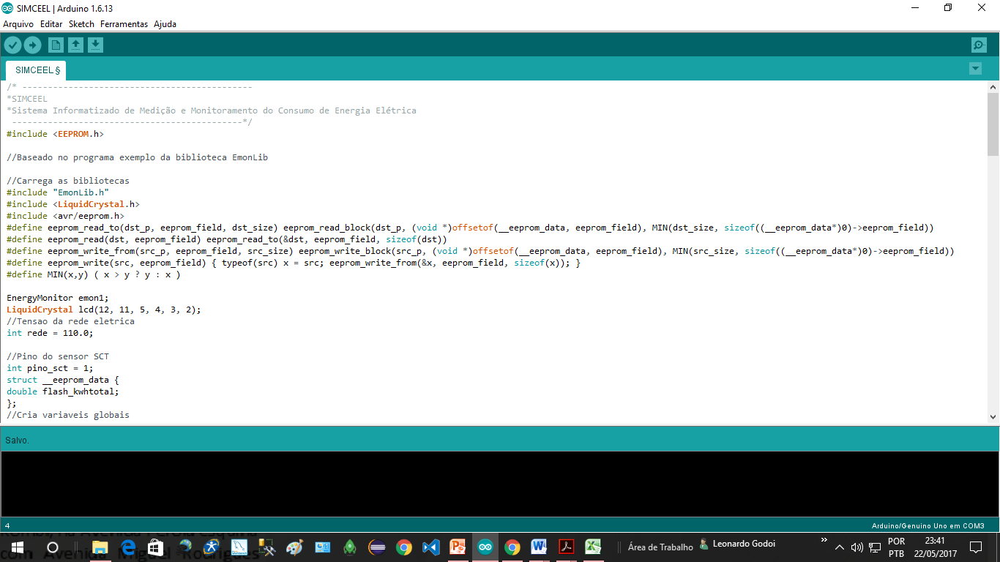 SIMCEEL | Arduino 1.6.13
Arquivo Editar Sketch Ferramentas Ajuda
SIMCEEL §
/* ---------------------------------------------
*SIMCEEL
*Sistema Informatizado de Medição e Monitoramento do Consumo de Energia Elétrica
---------------------------------------------*/
#include <EEPROM.h>
//Baseado no programa exemplo da biblioteca EmonLib
//Carrega as bibliotecas
#include "EmonLib.h"
#include <LiquidCrystal.h>
#include <avr/eeprom.h>
#define eeprom_read_to(dst_p, eeprom_field, dst_size) eeprom_read_block(dst_p, (void *)offsetof(__eeprom_data, eeprom_field), MIN(dst_size, sizeof((__eeprom_data*)0)->eeprom_field))
#define eeprom_read(dst, eeprom_field) eeprom_read_to(&dst, eeprom_field, sizeof(dst))
#define eeprom_write_from(src_p, eeprom_field, src_size) eeprom_write_block(src_p, (void *)offsetof(__eeprom_data, eeprom_field), MIN(src_size, sizeof((__eeprom_data*)0)->eeprom_field))
#define eeprom_write(src, eeprom_field) { typeof(src) x = src; eeprom_write_from(&x, eeprom_field, sizeof(x)); }
#define MIN(x,y) ( x > y ? y : x )
EnergyMonitor emon1;
LiquidCrystal lcd(12, 11, 5, 4, 3, 2);
//Tensao da rede eletrica
int rede = 110.0;
//Pino do sensor SCT
int pino_sct = 1;
struct __eeprom_data {
double flash_kwhtotal;
};
//Cria variaveis globais
Salvo.
4
Arduino/Genuino Uno em COM3
com Avenida Miguel Rodrigues
Área de Trabalho
Leonardo Godoi
»
POR
PTB
23:41
22/05/2017